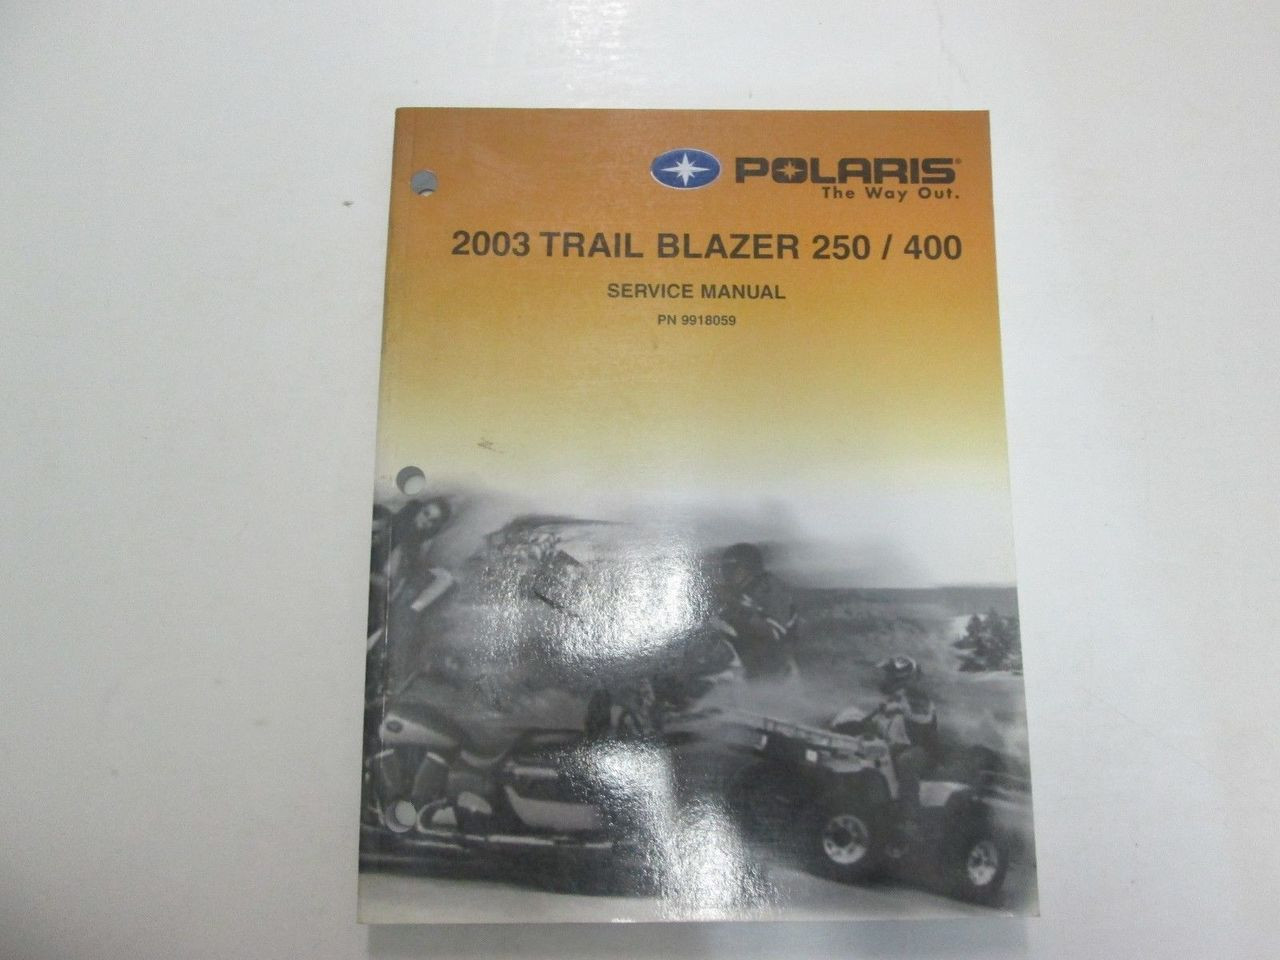 POLARIS®
The Way Out.
2003 TRAIL BLAZER 250 / 400
SERVICE MANUAL
PN 9918059